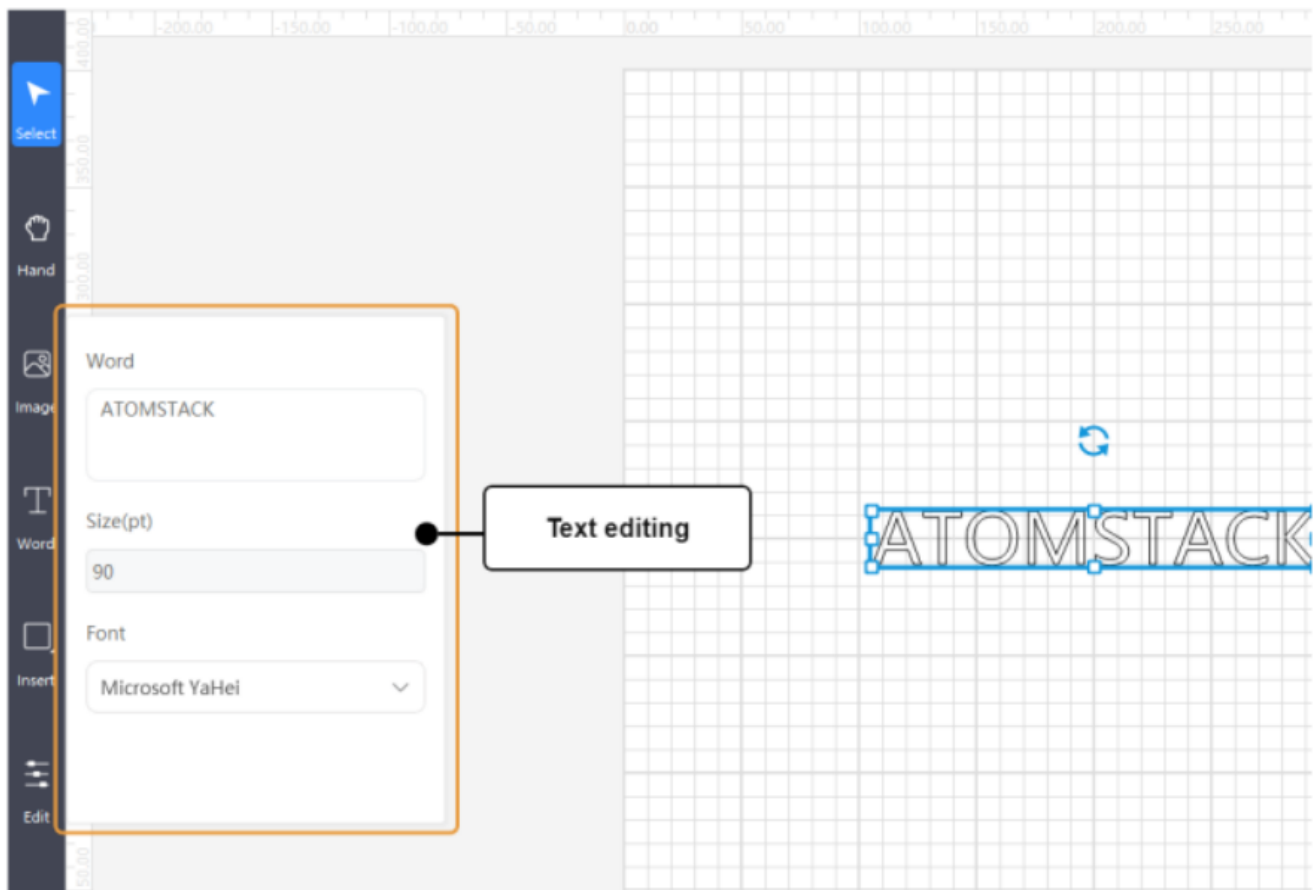 -200.00 -150.00 -100.00 -50.00 0.00 50.00 100.00 150.00 200.00 250.00
400.00
Select
350.00
Hand
300.00
Image
Word
Insert
Edit
50.00
Word
ATOMSTACK
Size(pt)
90
Font
Microsoft YaHei
Text editing
ATOMSTACK